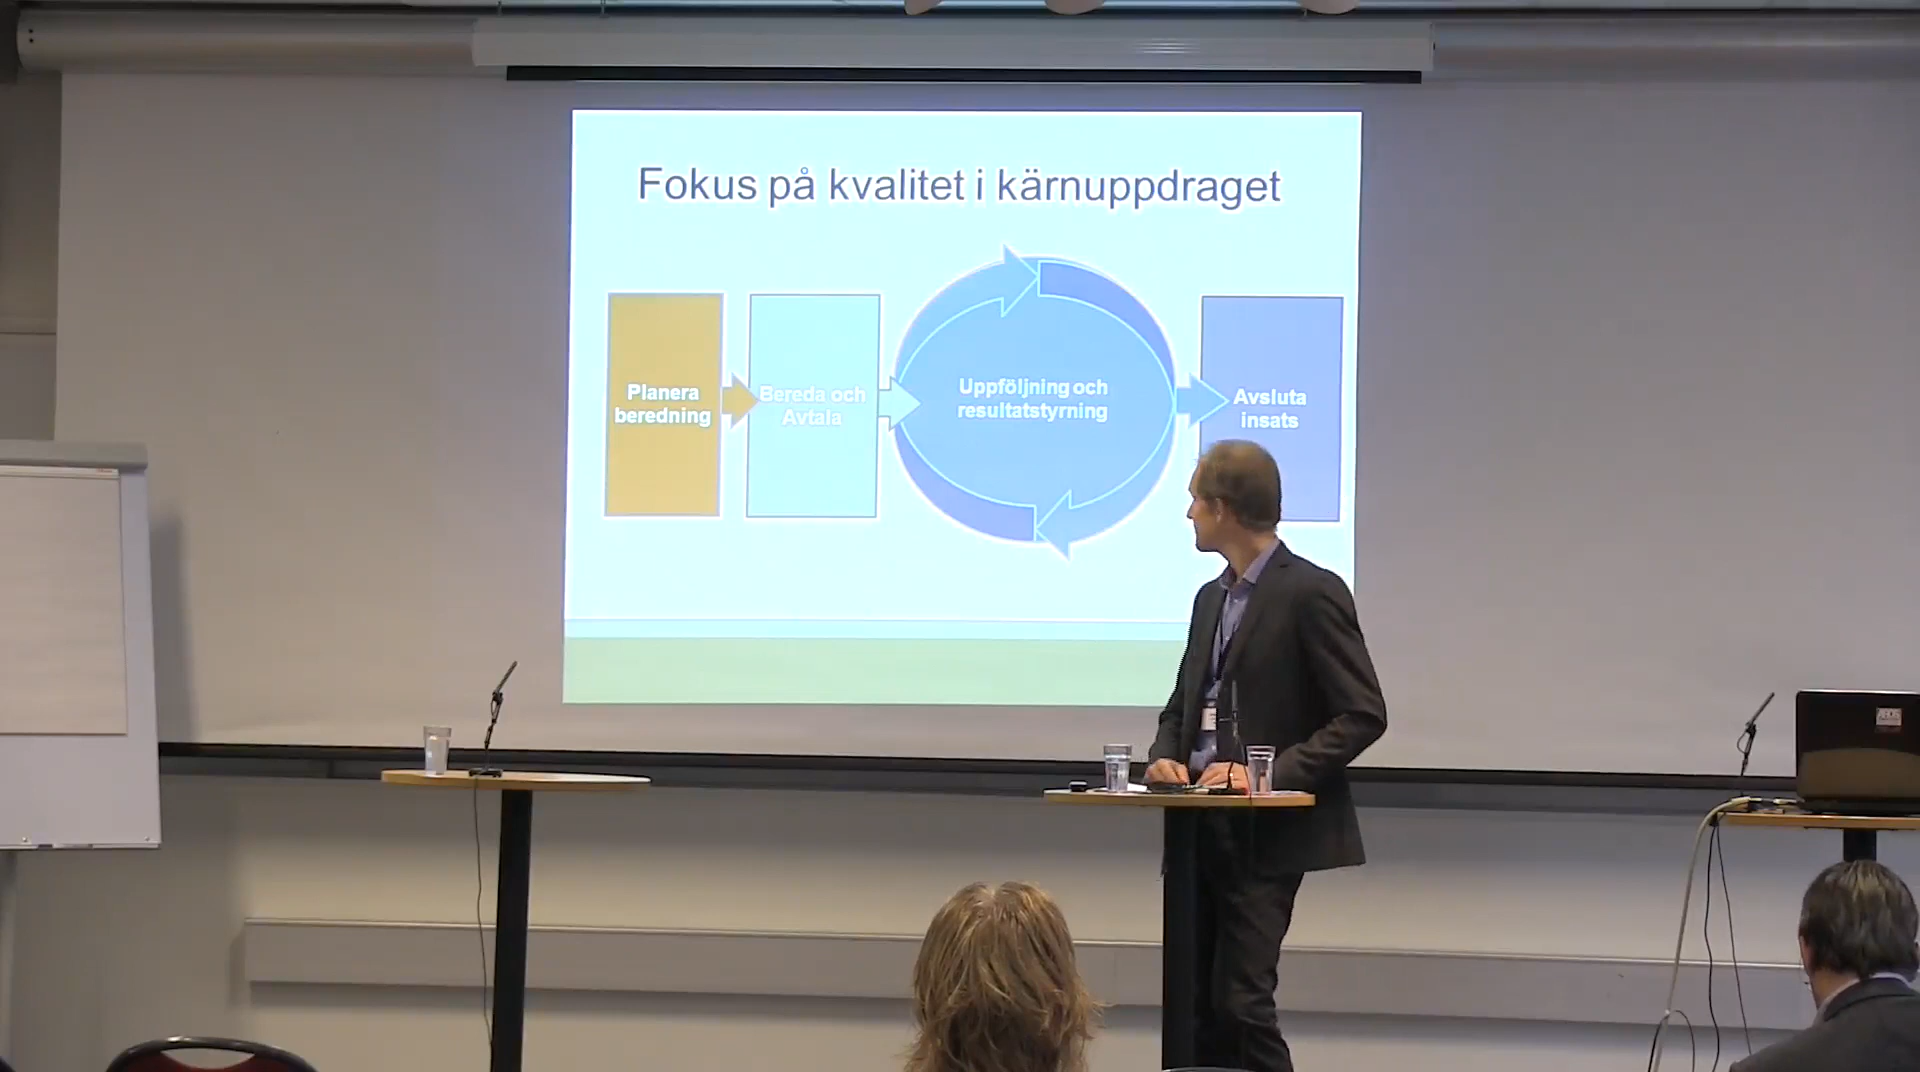 Fokus på kvalitet i kärnuppdraget
Planera
beredning
Bereda och
Avtala
Uppföljning och
resultatstyrning
Avsluta
insats